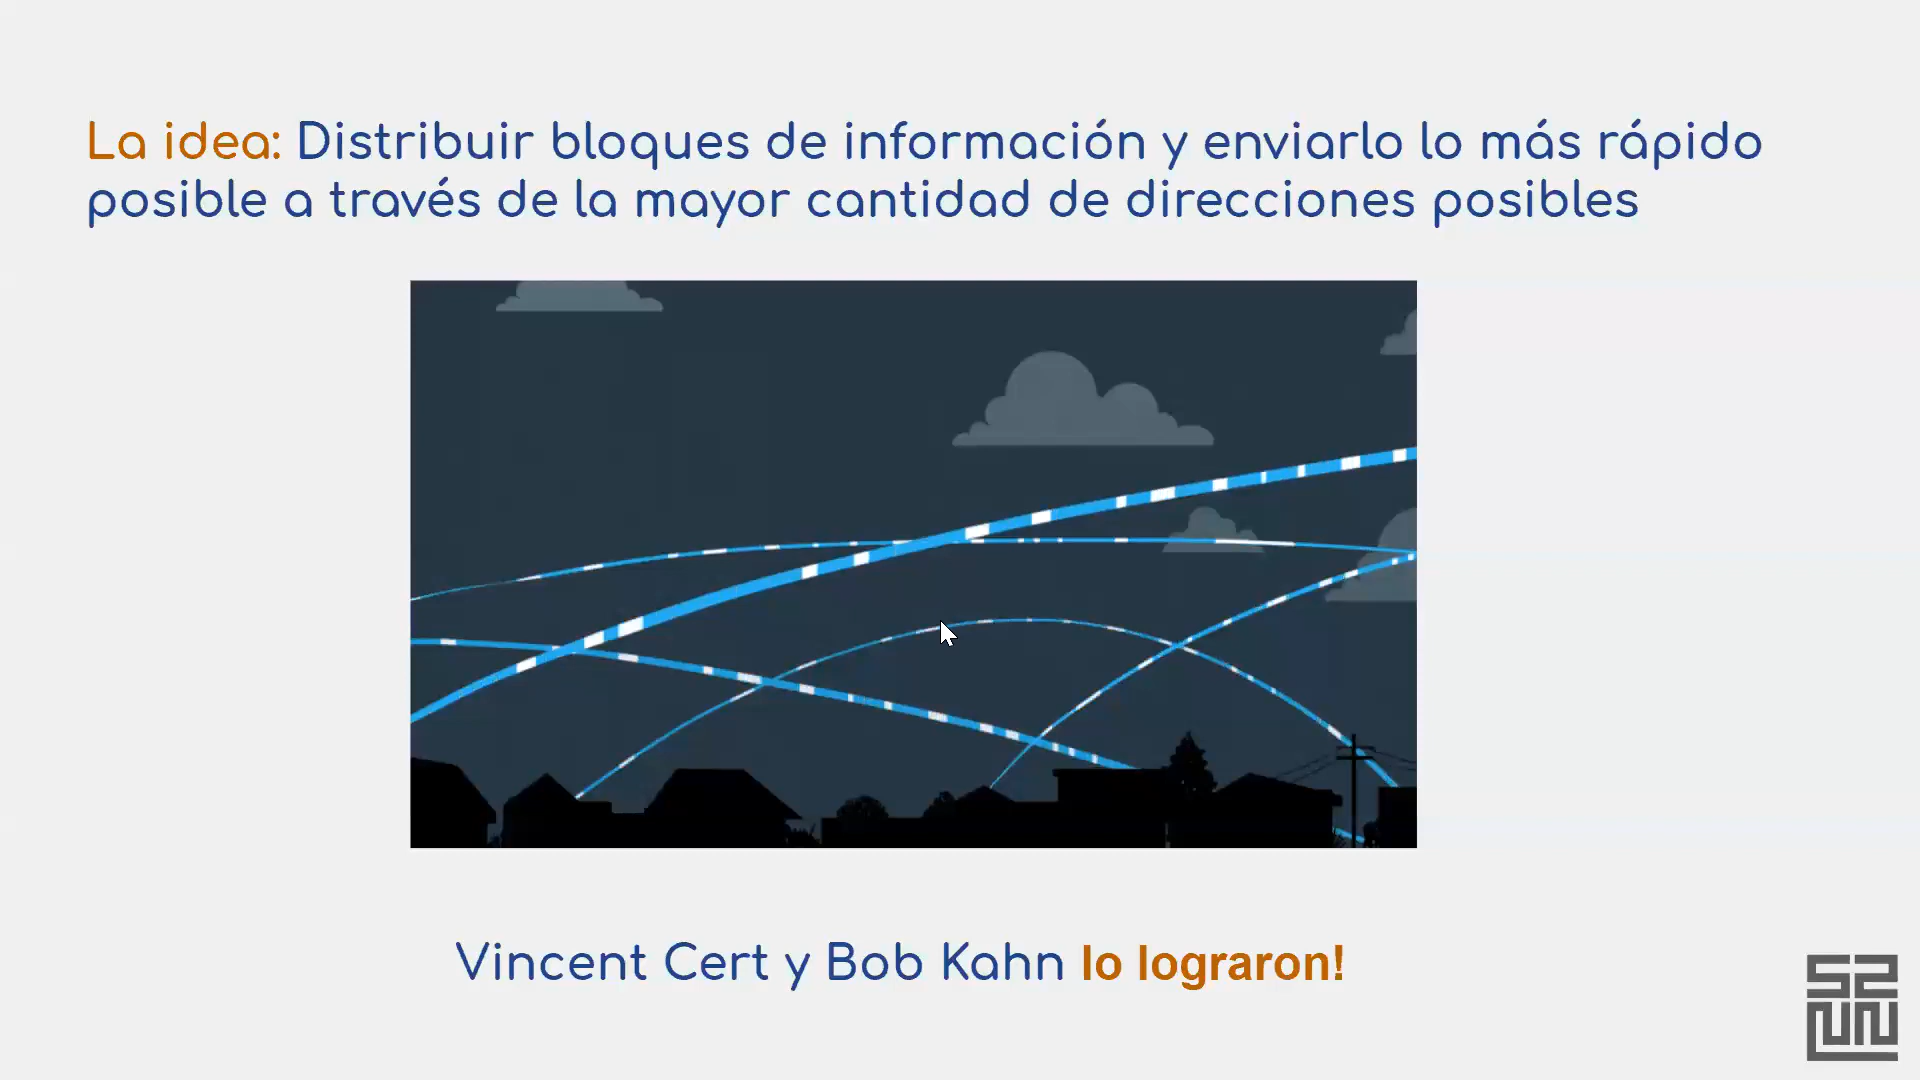 La idea: Distribuir bloques de información y enviarlo lo más rápido
posible a través de la mayor cantidad de direcciones posibles
Vincent Cert y Bob Kahn lo lograron!